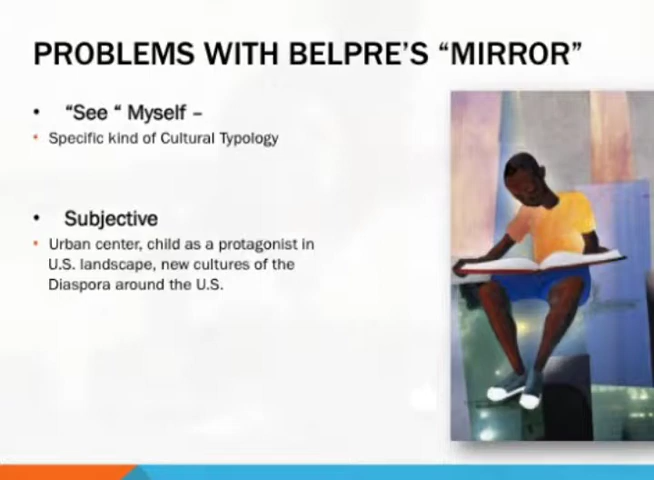 PROBLEMS WITH BELPRE'S “MIRROR”
• “See “ Myself –
• Specific kind of Cultural Typology
• Subjective
• Urban center, child as a protagonist in
U.S. landscape, new cultures of the
Diaspora around the U.S.